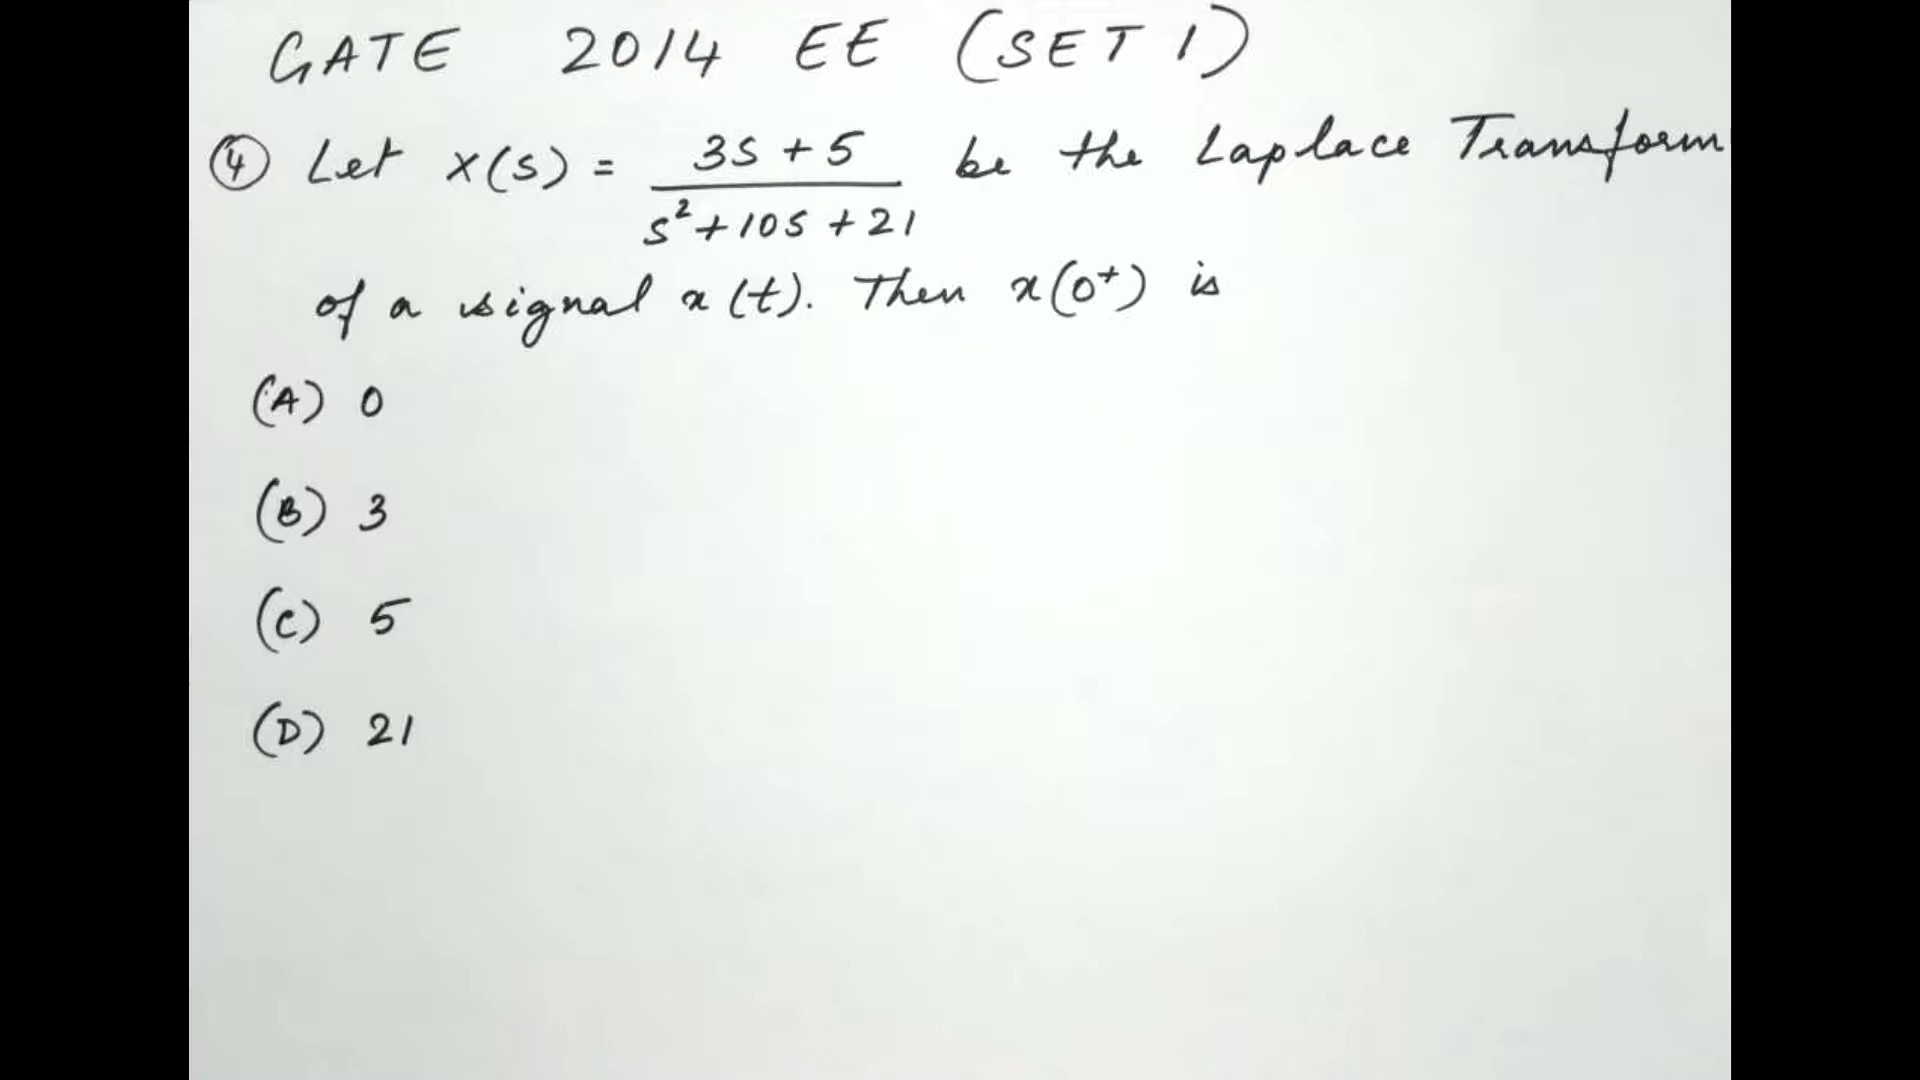 GATE 2014 EE (SET 1)
④ Let X(s) = 3s + 5 / s² + 10s + 21 be the Laplace Transform
of a signal x(t). Then x(0⁺) is
(A) 0
(B) 3
(C) 5
(D) 21